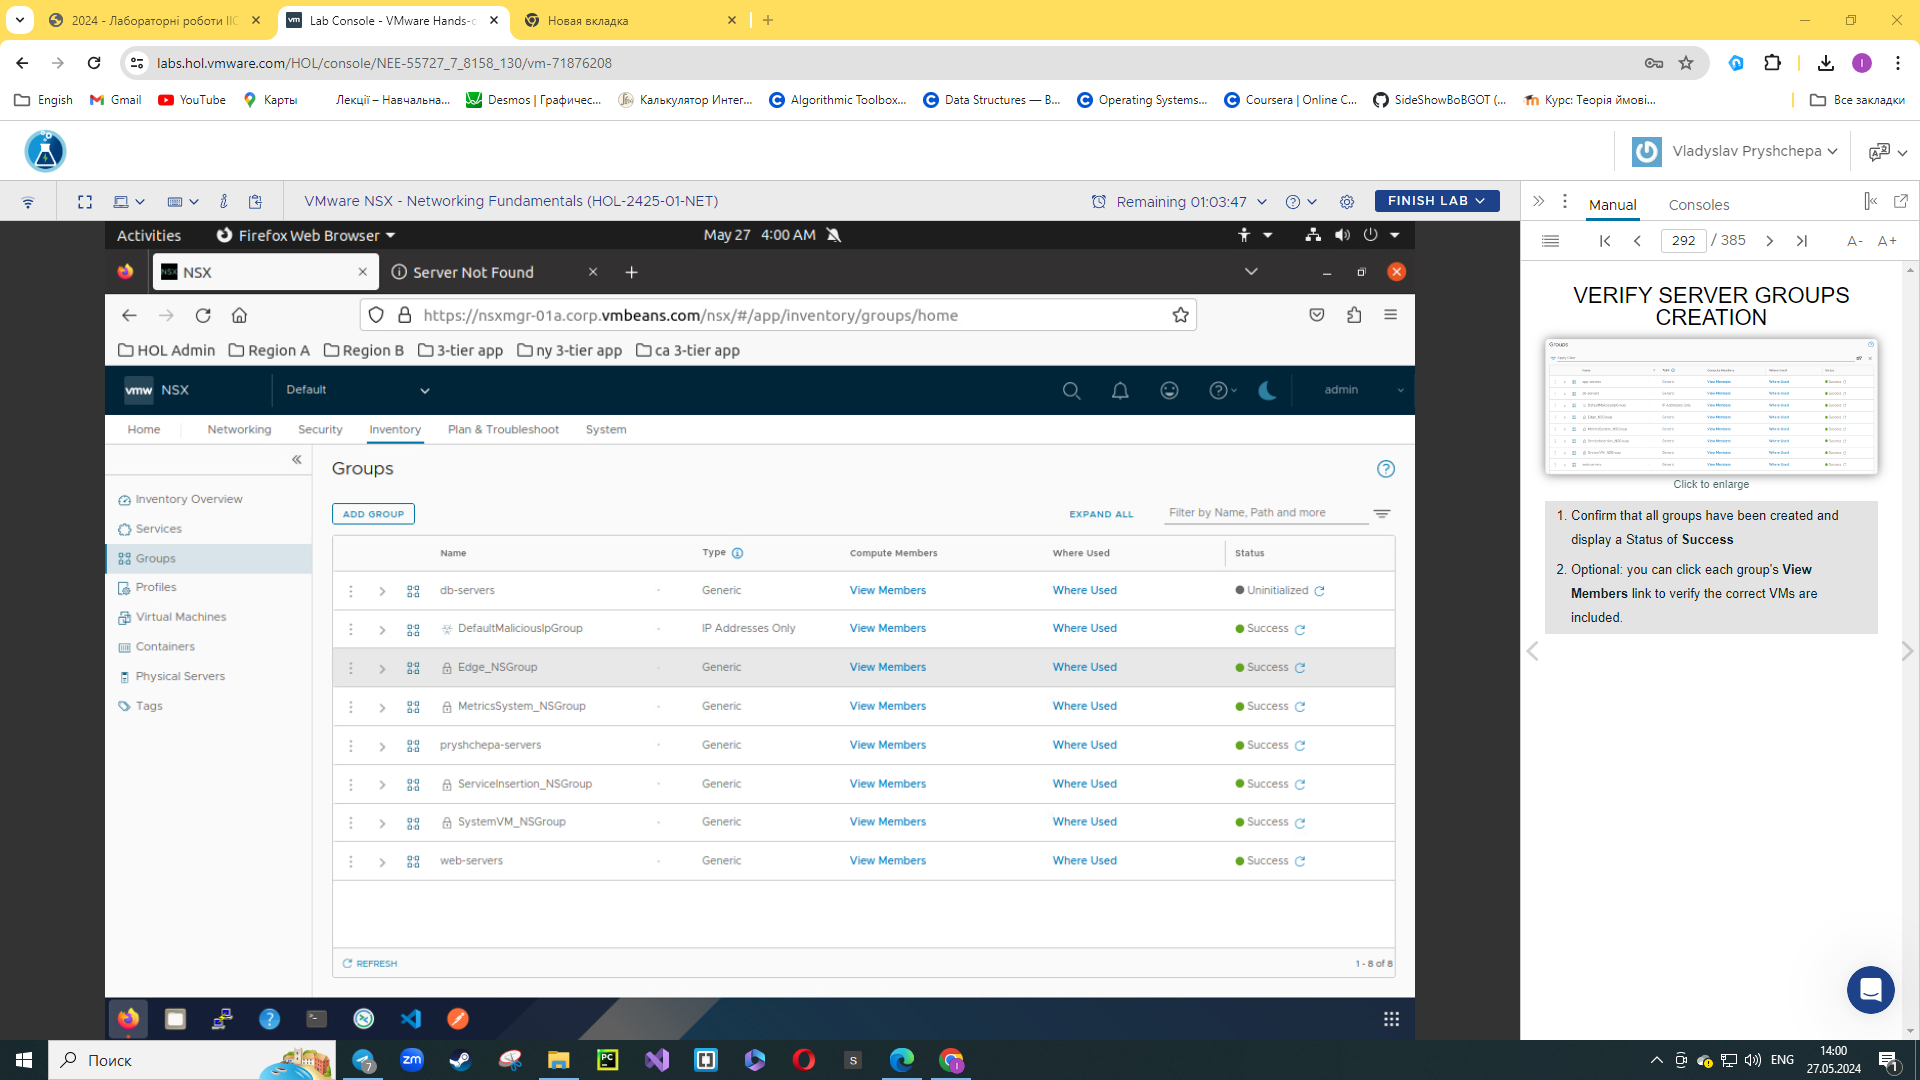 2024 - Лабораторні роботи ІІС
Lab Console - VMware Hands-o
Новая вкладка
labs.hol.vmware.com/HOL/console/NEE-55727_7_8158_130/vm-71876208
Engish
Gmail
YouTube
Карты
Лекції – Навчальна...
Desmos | Графичес...
Калькулятор Интег...
Algorithmic Toolbox...
Data Structures — В...
Operating Systems...
Coursera | Online C...
SideShowBoBGOT (...
Курс: Теорія ймові...
Все закладки
Vladyslav Pryshchepa
VMware NSX - Networking Fundamentals (HOL-2425-01-NET)
Remaining 01:03:47
FINISH LAB
Manual
Consoles
292 / 385
A- A+
Activities
Firefox Web Browser
May 27 4:00 AM
NSX
Server Not Found
https://nsxmgr-01a.corp.vmbeans.com/nsx/#/app/inventory/groups/home
HOL Admin
Region A
Region B
3-tier app
ny 3-tier app
ca 3-tier app
vmw NSX
Default
admin
Home
Networking
Security
Inventory
Plan & Troubleshoot
System
Inventory Overview
Services
Groups
Profiles
Virtual Machines
Containers
Physical Servers
Tags
Groups
ADD GROUP
EXPAND ALL
Filter by Name, Path and more
Name Type Compute Members Where Used Status
db-servers Generic View Members Where Used Uninitialized
DefaultMaliciousIpGroup IP Addresses Only View Members Where Used Success
Edge_NSGroup Generic View Members Where Used Success
MetricsSystem_NSGroup Generic View Members Where Used Success
pryshchepa-servers Generic View Members Where Used Success
ServiceInsertion_NSGroup Generic View Members Where Used Success
SystemVM_NSGroup Generic View Members Where Used Success
web-servers Generic View Members Where Used Success
REFRESH
1 - 8 of 8
VERIFY SERVER GROUPS
CREATION
Click to enlarge
1. Confirm that all groups have been created and
display a Status of Success
2. Optional: you can click each group's View
Members link to verify the correct VMs are
included.
Поиск
ENG
14:00
27.05.2024